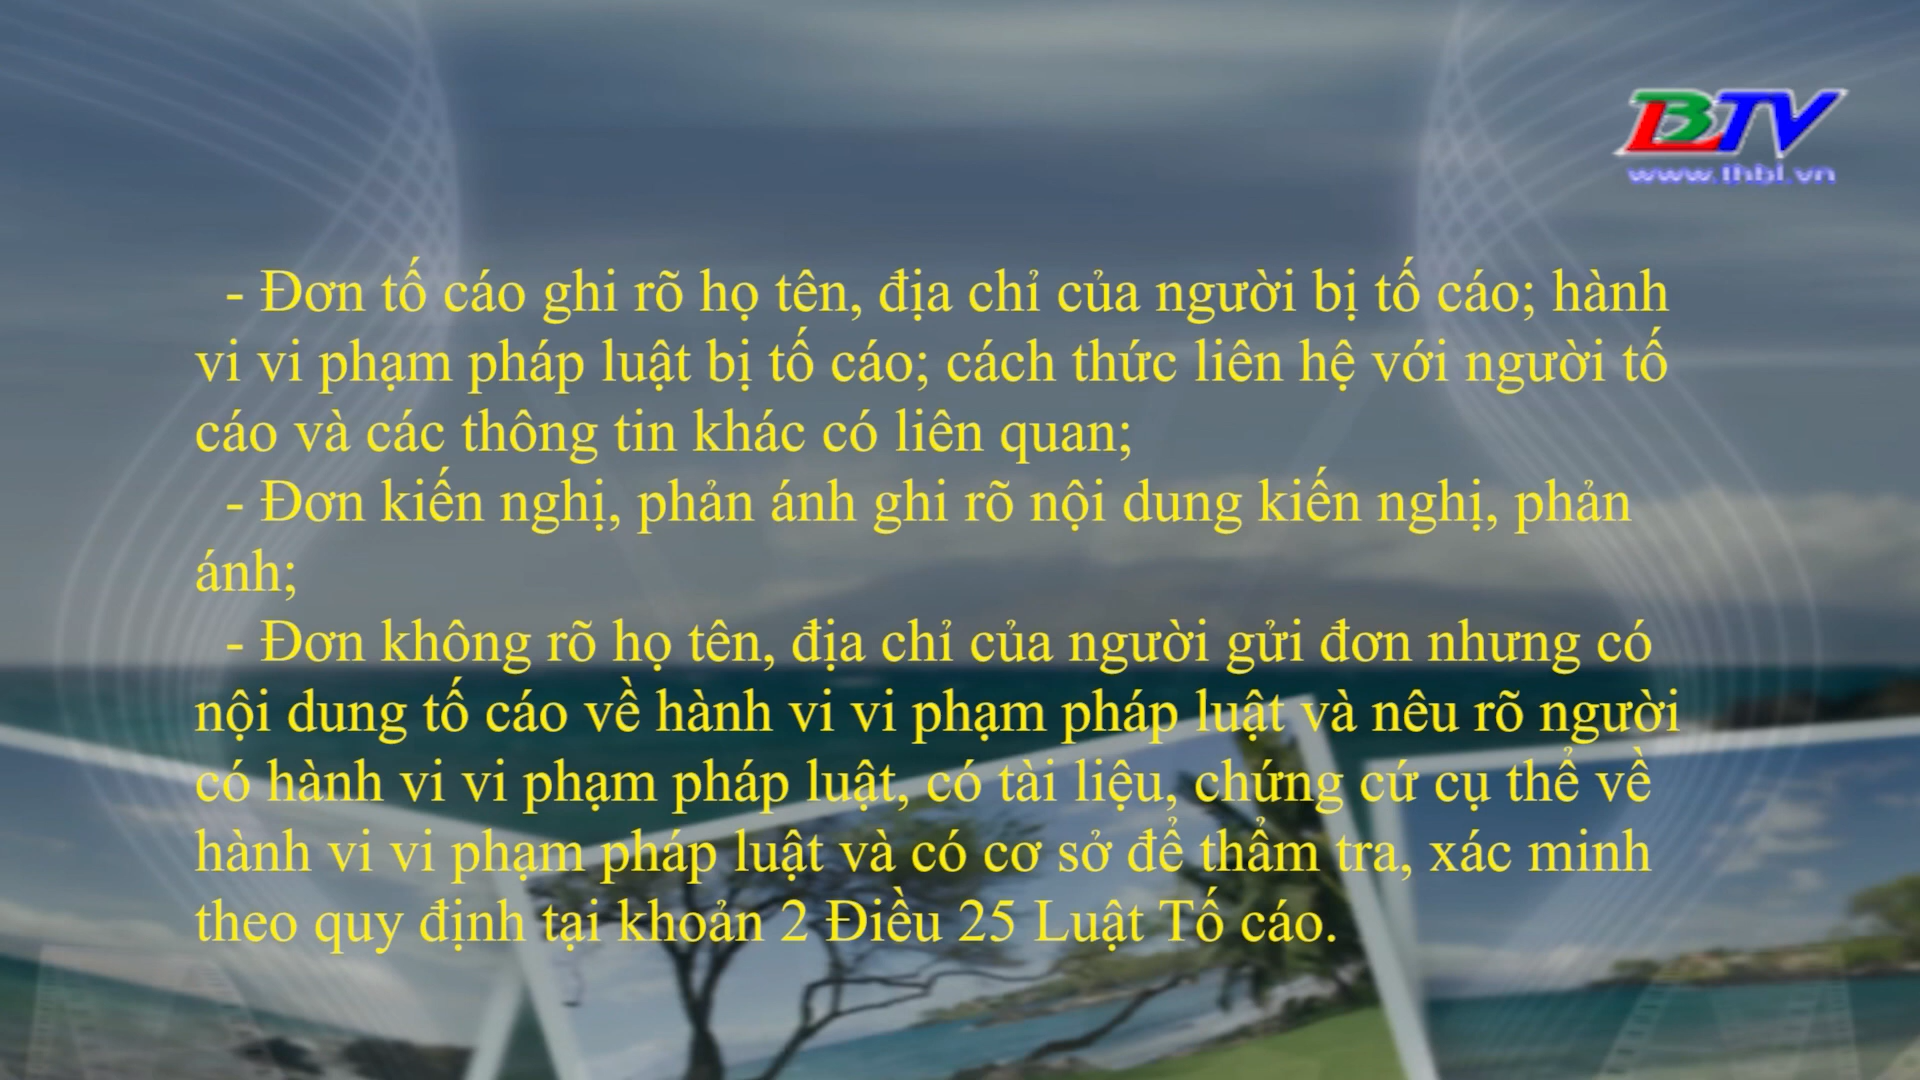 BTV
www.thbt.vn
- Đơn tố cáo ghi rõ họ tên, địa chỉ của người bị tố cáo; hành
vi vi phạm pháp luật bị tố cáo; cách thức liên hệ với người tố
cáo và các thông tin khác có liên quan;
- Đơn kiến nghị, phản ánh ghi rõ nội dung kiến nghị, phản
ánh;
- Đơn không rõ họ tên, địa chỉ của người gửi đơn nhưng có
nội dung tố cáo về hành vi vi phạm pháp luật và nêu rõ người
có hành vi vi phạm pháp luật, có tài liệu, chứng cứ cụ thể về
hành vi vi phạm pháp luật và có cơ sở để thẩm tra, xác minh
theo quy định tại khoản 2 Điều 25 Luật Tố cáo.